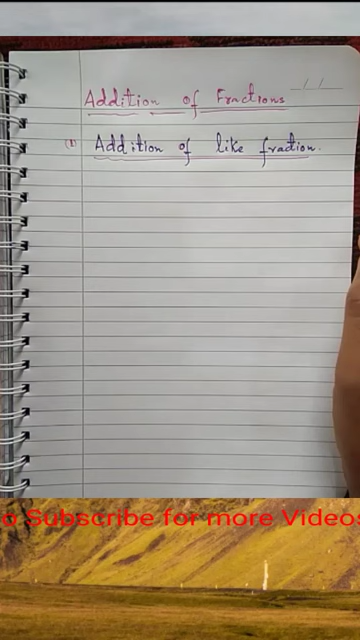 Addition of Fractions
(1) Addition of like fraction.
o Subscribe for more Videos